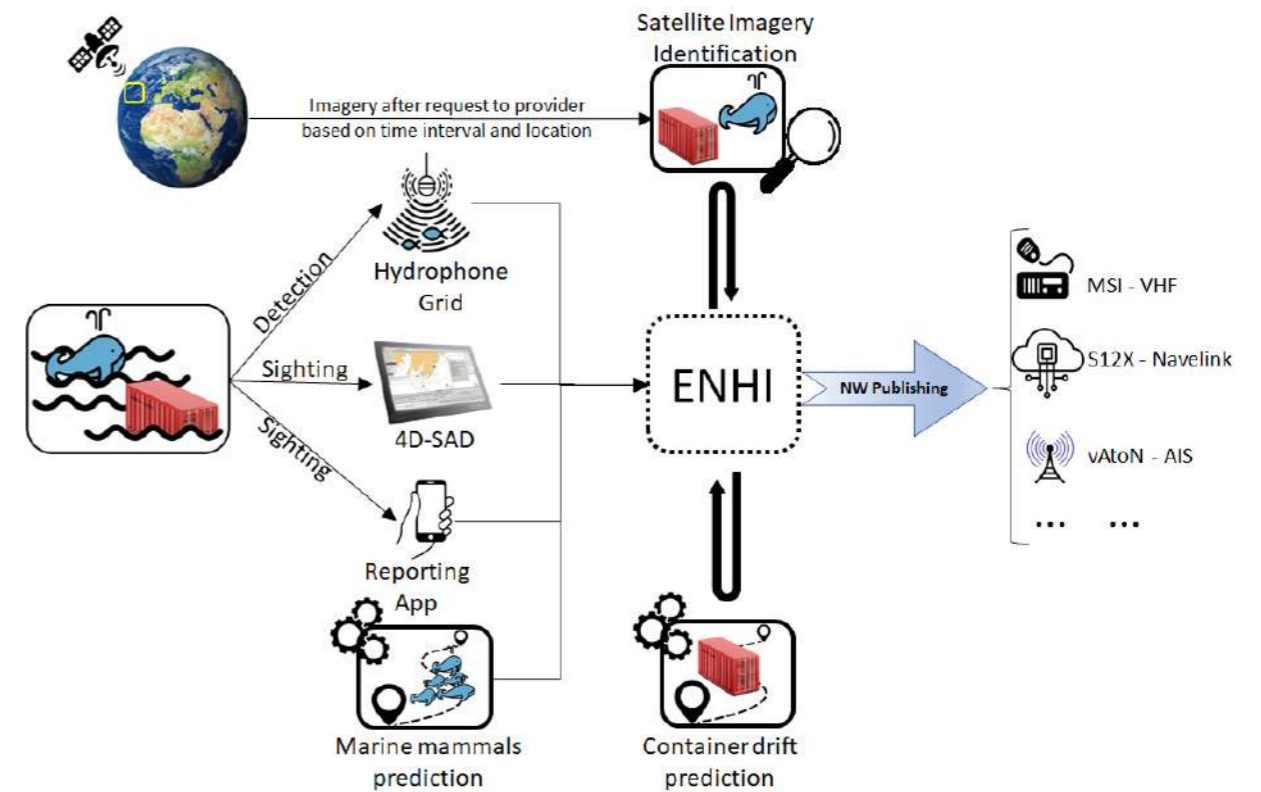 Satellite Imagery
Identification
Imagery after request to provider
based on time interval and location
Detection
Hydrophone
Grid
Sighting
4D-SAD
Sighting
Reporting
App
Marine mammals
prediction
ENHI
Container drift
prediction
NW Publishing
MSI - VHF
S12X - Navelink
vAtoN - AIS
... ...